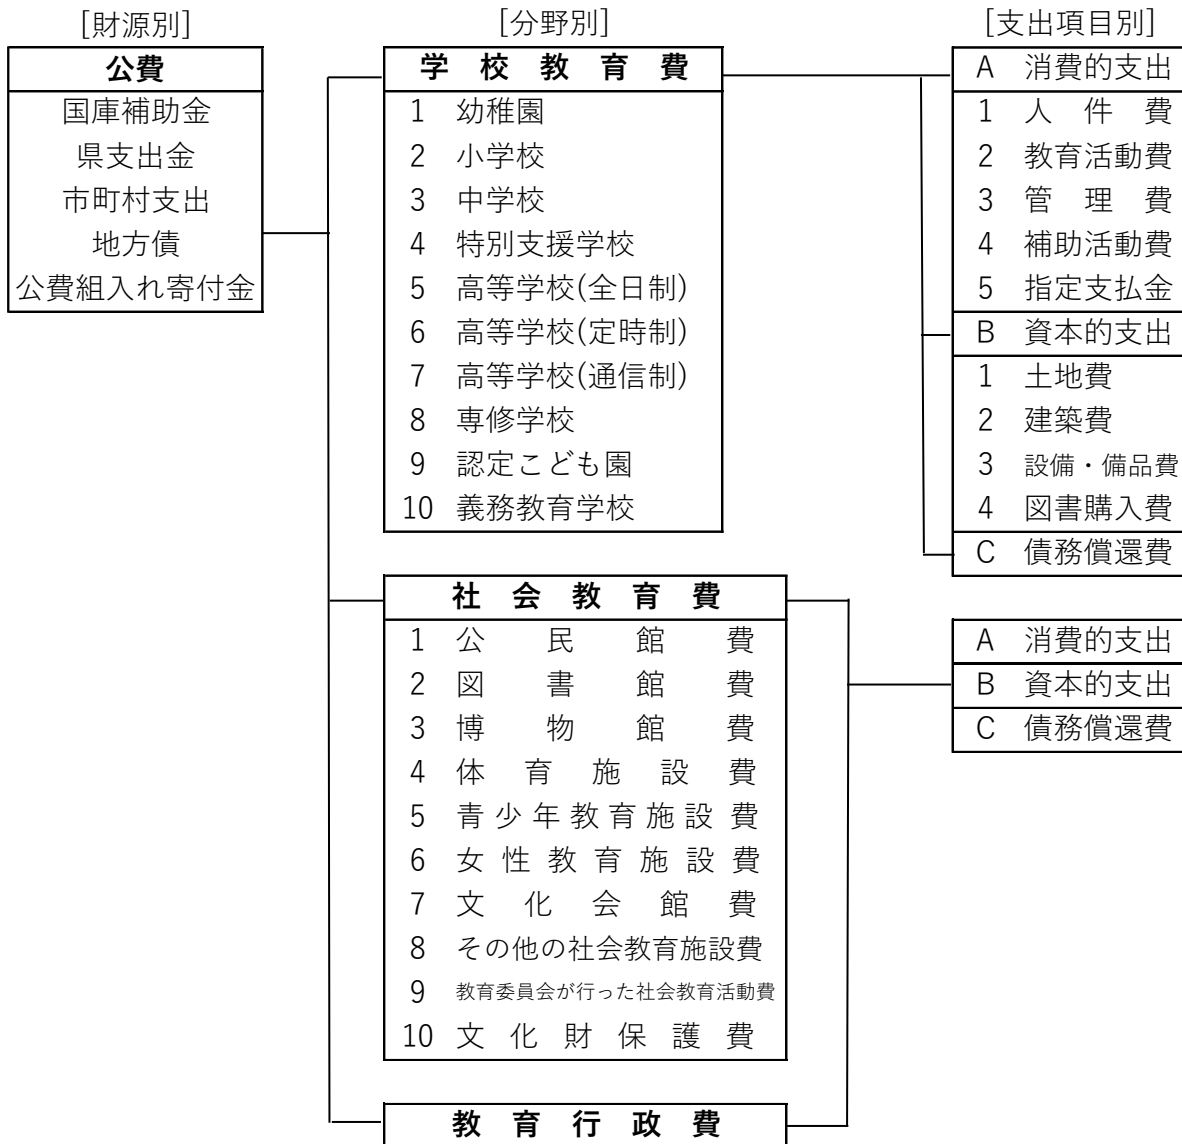 [財源別]
公費
国庫補助金
県支出金
市町村支出
地方債
公費組入れ寄付金
[分野別]
学校教育費
1 幼稚園
2 小学校
3 中学校
4 特別支援学校
5 高等学校(全日制)
6 高等学校(定時制)
7 高等学校(通信制)
8 専修学校
9 認定こども園
10 義務教育学校
社会教育費
1 公民館費
2 図書館費
3 博物館費
4 体育施設費
5 青少年教育施設費
6 女性教育施設費
7 文化会館費
8 その他の社会教育施設費
9 教育委員会が行った社会教育活動費
10 文化財保護費
教育行政費
[支出項目別]
A 消費的支出
1 人件費
2 教育活動費
3 管理費
4 補助活動費
5 指定支払金
B 資本的支出
1 土地費
2 建築費
3 設備・備品費
4 図書購入費
C 債務償還費
A 消費的支出
B 資本的支出
C 債務償還費